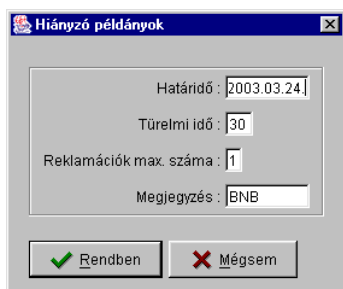 Hiányzó példányok
Határidő : 2003.03.24.
Türelmi idő : 30
Reklamációk max. száma : 1
Megjegyzés : BNB
Rendben Mégsem